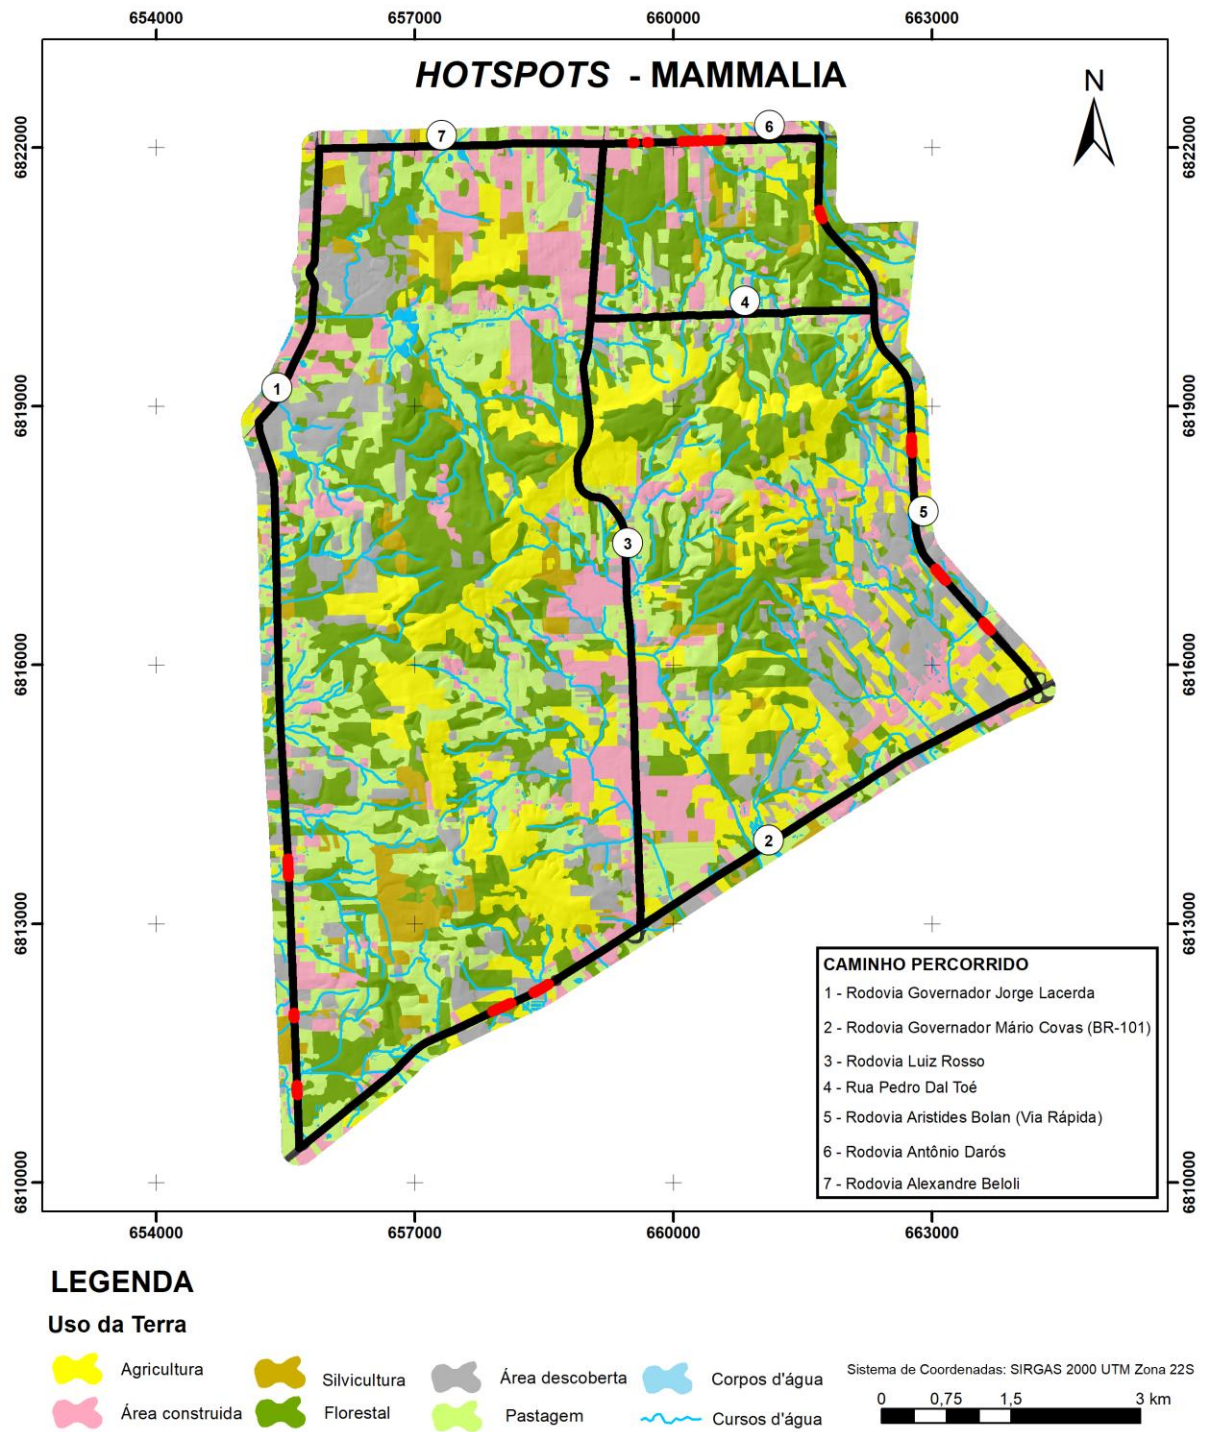 654000 657000 660000 663000
HOTSPOTS - MAMMALIA
N
7
6
6822000 6822000
4
1
6819000 6819000
5
3
6816000 6816000
2
6813000 6813000
CAMINHO PERCORRIDO
1 - Rodovia Governador Jorge Lacerda
2 - Rodovia Governador Mário Covas (BR-101)
3 - Rodovia Luiz Rosso
4 - Rua Pedro Dal Toé
5 - Rodovia Aristides Bolan (Via Rápida)
6 - Rodovia Antônio Darós
7 - Rodovia Alexandre Beloli
6810000 6810000
654000 657000 660000 663000
LEGENDA
Uso da Terra
Agricultura
Silvicultura
Área descoberta
Corpos d'água
Área construida
Florestal
Pastagem
Cursos d'água
Sistema de Coordenadas: SIRGAS 2000 UTM Zona 22S
0 0,75 1,5 3 km